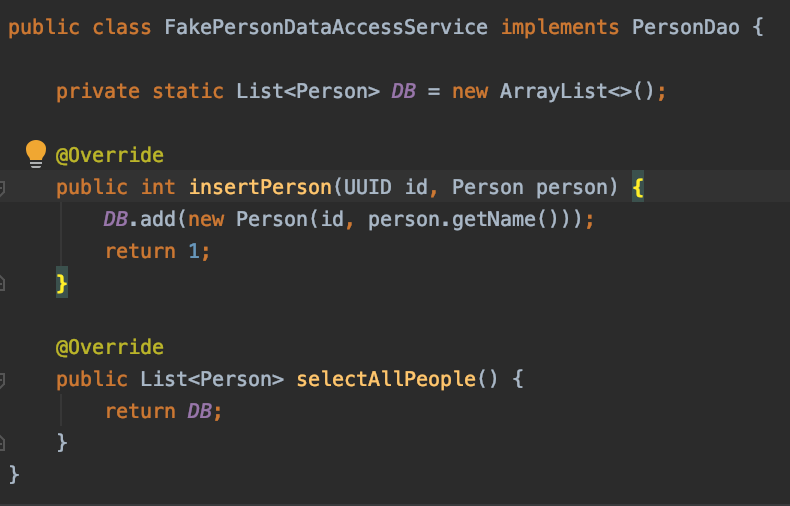 public class FakePersonDataAccessService implements PersonDao {
private static List<Person> DB = new ArrayList<>();
@Override
public int insertPerson(UUID id, Person person) {
DB.add(new Person(id, person.getName()));
return 1;
}
@Override
public List<Person> selectAllPeople() {
return DB;
}
}